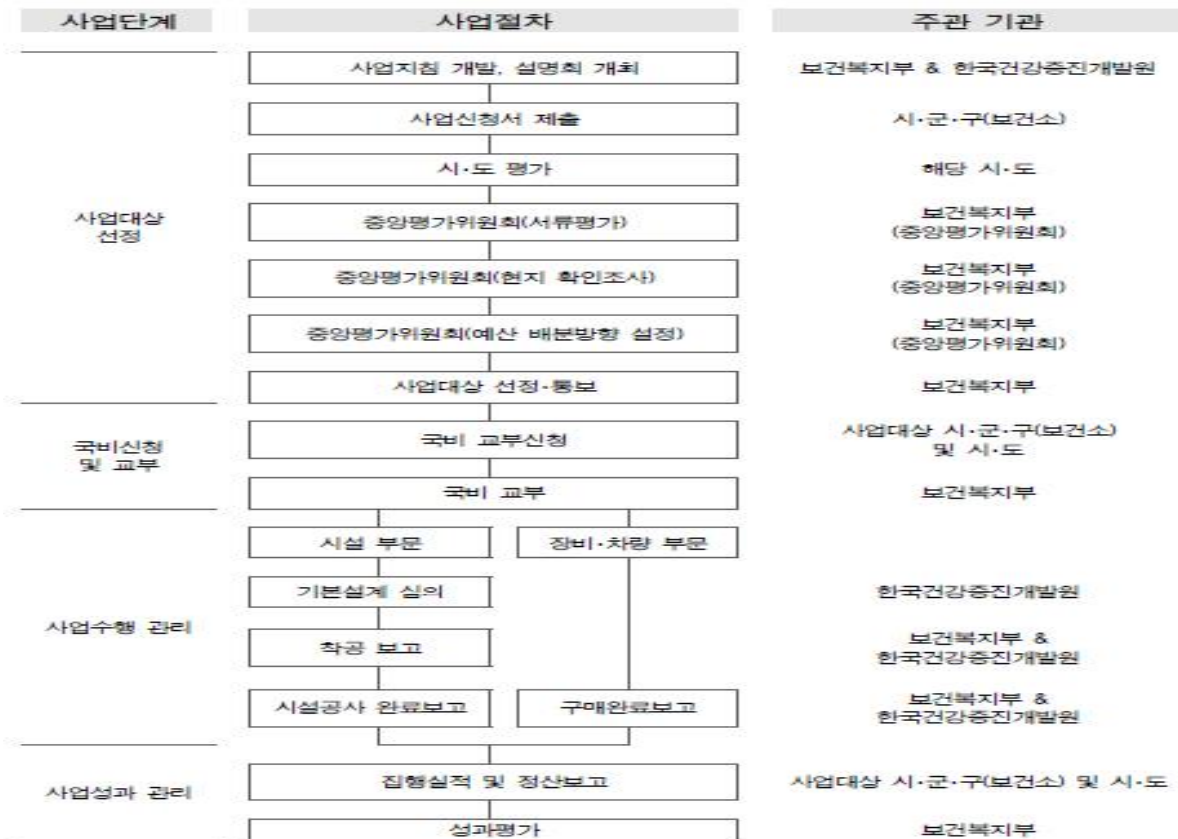 사업단계 사업절차 주관 기관
사업지침 개발, 설명회 개최 보건복지부 & 한국건강증진개발원
사업신청서 제출 시·군·구(보건소)
시·도 평가 해당 시·도
사업대상
선정
중앙평가위원회(서류평가) 보건복지부
(중앙평가위원회)
중앙평가위원회(현지 확인조사) 보건복지부
(중앙평가위원회)
중앙평가위원회(예산 배분방향 설정) 보건복지부
(중앙평가위원회)
사업대상 선정·통보 보건복지부
국비신청
및 교부
국비 교부신청 사업대상 시·군·구(보건소)
및 시·도
국비 교부 보건복지부
시설 부문 장비·차량 부문
기본설계 심의 한국건강증진개발원
사업수행 관리
착공 보고 보건복지부 &
한국건강증진개발원
시설공사 완료보고 구매완료보고 보건복지부 &
한국건강증진개발원
사업성과 관리
집행실적 및 정산보고 사업대상 시·군·구(보건소) 및 시·도
성과평가 보건복지부